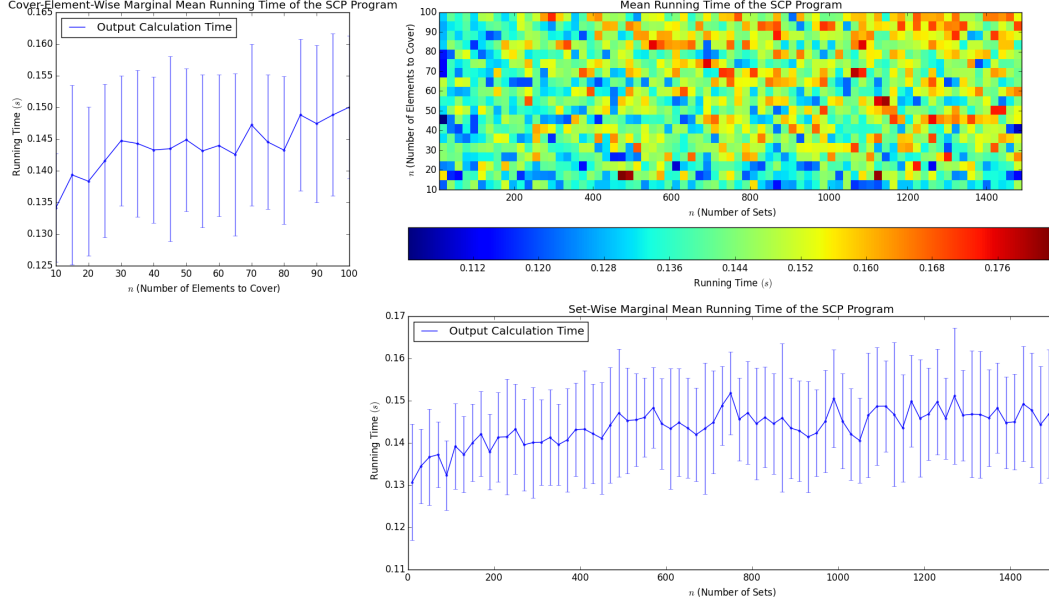 Cover-Element-Wise Marginal Mean Running Time of the SCP Program
0.165
0.160
0.155
0.150
0.145
0.140
0.135
0.130
0.125
Running Time (s)
Output Calculation Time
10 20 30 40 50 60 70 80 90 100
n (Number of Elements to Cover)
Mean Running Time of the SCP Program
100
90
80
70
60
50
40
30
20
10
n (Number of Elements to Cover)
200 400 600 800 1000 1200 1400
n (Number of Sets)
0.112 0.120 0.128 0.136 0.144 0.152 0.160 0.168 0.176
Running Time (s)
Set-Wise Marginal Mean Running Time of the SCP Program
0.17
0.16
0.15
0.14
0.13
0.12
0.11
Running Time (s)
Output Calculation Time
0 200 400 600 800 1000 1200 1400
n (Number of Sets)